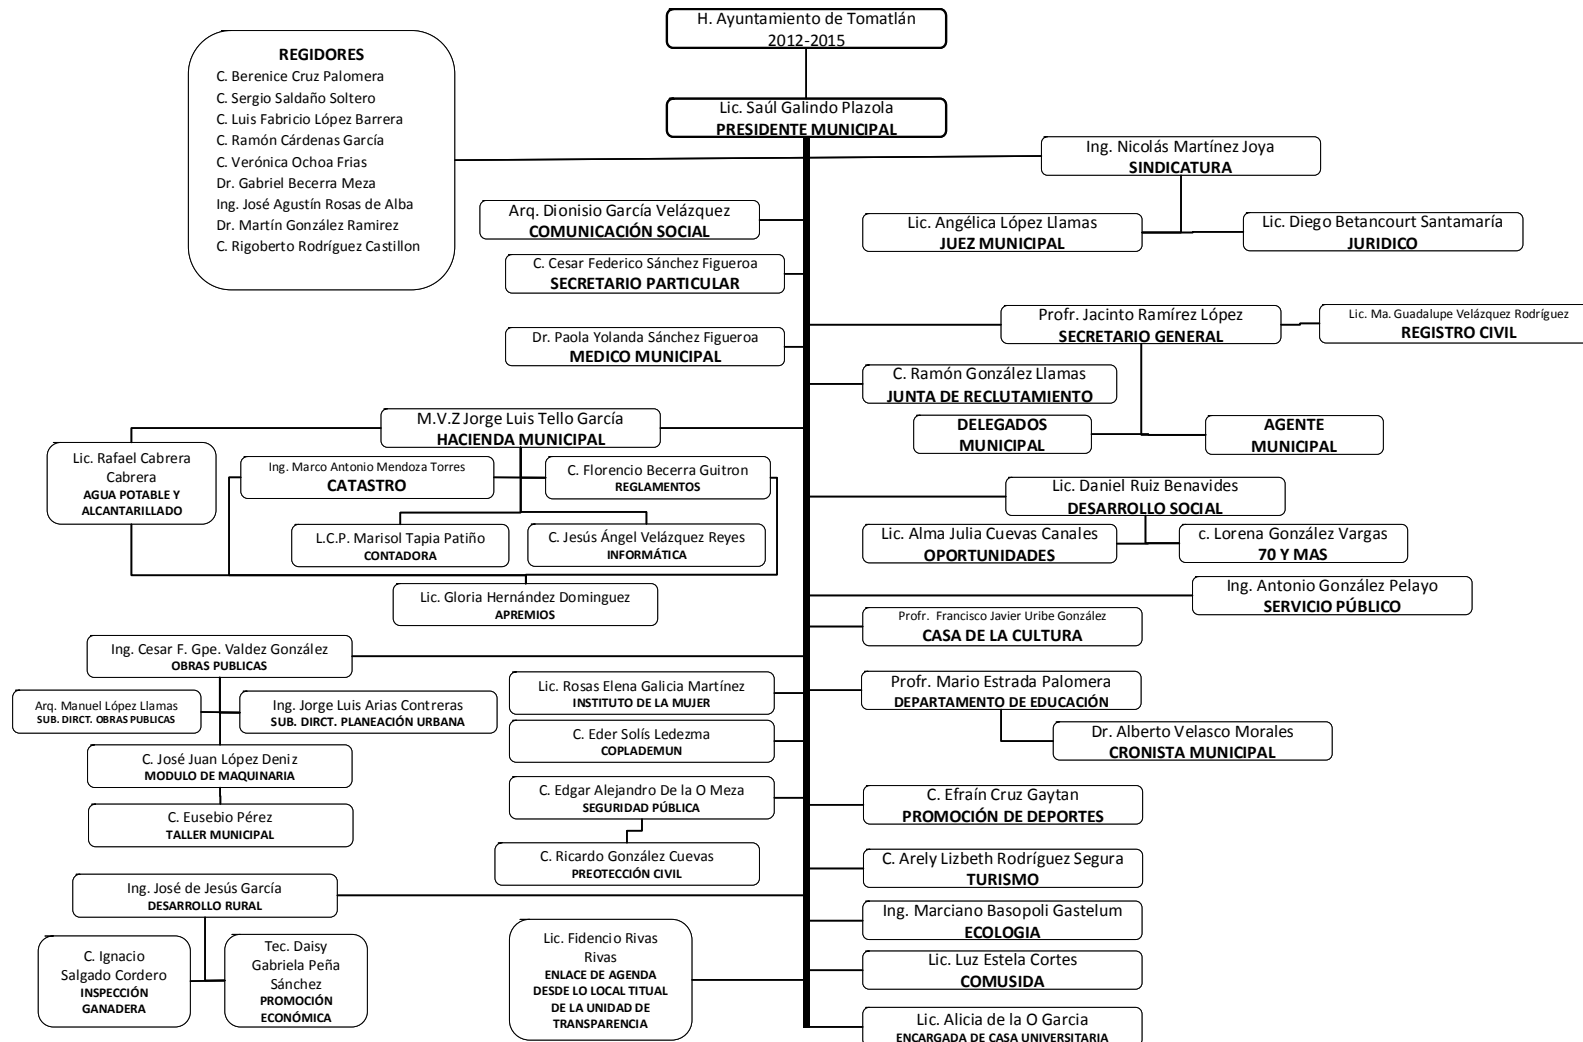 H. Ayuntamiento de Tomatlán
2012-2015
Lic. Saúl Galindo Plazola
PRESIDENTE MUNICIPAL
REGIDORES
C. Berenice Cruz Palomera
C. Sergio Saldaño Soltero
C. Luis Fabricio López Barrera
C. Ramón Cárdenas García
C. Verónica Ochoa Frias
Dr. Gabriel Becerra Meza
Ing. José Agustín Rosas de Alba
Dr. Martín González Ramirez
C. Rigoberto Rodríguez Castillon
Ing. Nicolás Martínez Joya
SINDICATURA
Lic. Angélica López Llamas
JUEZ MUNICIPAL
Lic. Diego Betancourt Santamaría
JURIDICO
Arq. Dionisio García Velázquez
COMUNICACIÓN SOCIAL
C. Cesar Federico Sánchez Figueroa
SECRETARIO PARTICULAR
Dr. Paola Yolanda Sánchez Figueroa
MEDICO MUNICIPAL
Profr. Jacinto Ramírez López
SECRETARIO GENERAL
Lic. Ma. Guadalupe Velázquez Rodríguez
REGISTRO CIVIL
C. Ramón González Llamas
JUNTA DE RECLUTAMIENTO
DELEGADOS
MUNICIPAL
AGENTE
MUNICIPAL
M.V.Z Jorge Luis Tello García
HACIENDA MUNICIPAL
Lic. Rafael Cabrera
Cabrera
AGUA POTABLE Y
ALCANTARILLADO
Ing. Marco Antonio Mendoza Torres
CATASTRO
C. Florencio Becerra Guitron
REGLAMENTOS
L.C.P. Marisol Tapia Patiño
CONTADORA
C. Jesús Ángel Velázquez Reyes
INFORMÁTICA
Lic. Gloria Hernández Dominguez
APREMIOS
Lic. Daniel Ruiz Benavides
DESARROLLO SOCIAL
Lic. Alma Julia Cuevas Canales
OPORTUNIDADES
c. Lorena González Vargas
70 Y MAS
Ing. Antonio González Pelayo
SERVICIO PÚBLICO
Profr. Francisco Javier Uribe González
CASA DE LA CULTURA
Ing. Cesar F. Gpe. Valdez González
OBRAS PUBLICAS
Arq. Manuel López Llamas
SUB. DIRCT. OBRAS PUBLICAS
Ing. Jorge Luis Arias Contreras
SUB. DIRCT. PLANEACIÓN URBANA
C. José Juan López Deniz
MODULO DE MAQUINARIA
C. Eusebio Pérez
TALLER MUNICIPAL
Lic. Rosas Elena Galicia Martínez
INSTITUTO DE LA MUJER
C. Eder Solís Ledezma
COPLADEMUN
C. Edgar Alejandro De la O Meza
SEGURIDAD PÚBLICA
C. Ricardo González Cuevas
PREOTECCIÓN CIVIL
Profr. Mario Estrada Palomera
DEPARTAMENTO DE EDUCACIÓN
Dr. Alberto Velasco Morales
CRONISTA MUNICIPAL
C. Efraín Cruz Gaytan
PROMOCIÓN DE DEPORTES
C. Arely Lizbeth Rodríguez Segura
TURISMO
Ing. José de Jesús García
DESARROLLO RURAL
C. Ignacio
Salgado Cordero
INSPECCIÓN
GANADERA
Tec. Daisy
Gabriela Peña
Sánchez
PROMOCIÓN
ECONÓMICA
Lic. Fidencio Rivas
Rivas
ENLACE DE AGENDA
DESDE LO LOCAL TITUAL
DE LA UNIDAD DE
TRANSPARENCIA
Ing. Marciano Basopoli Gastelum
ECOLOGIA
Lic. Luz Estela Cortes
COMUSIDA
Lic. Alicia de la O Garcia
ENCARGADA DE CASA UNIVERSITARIA